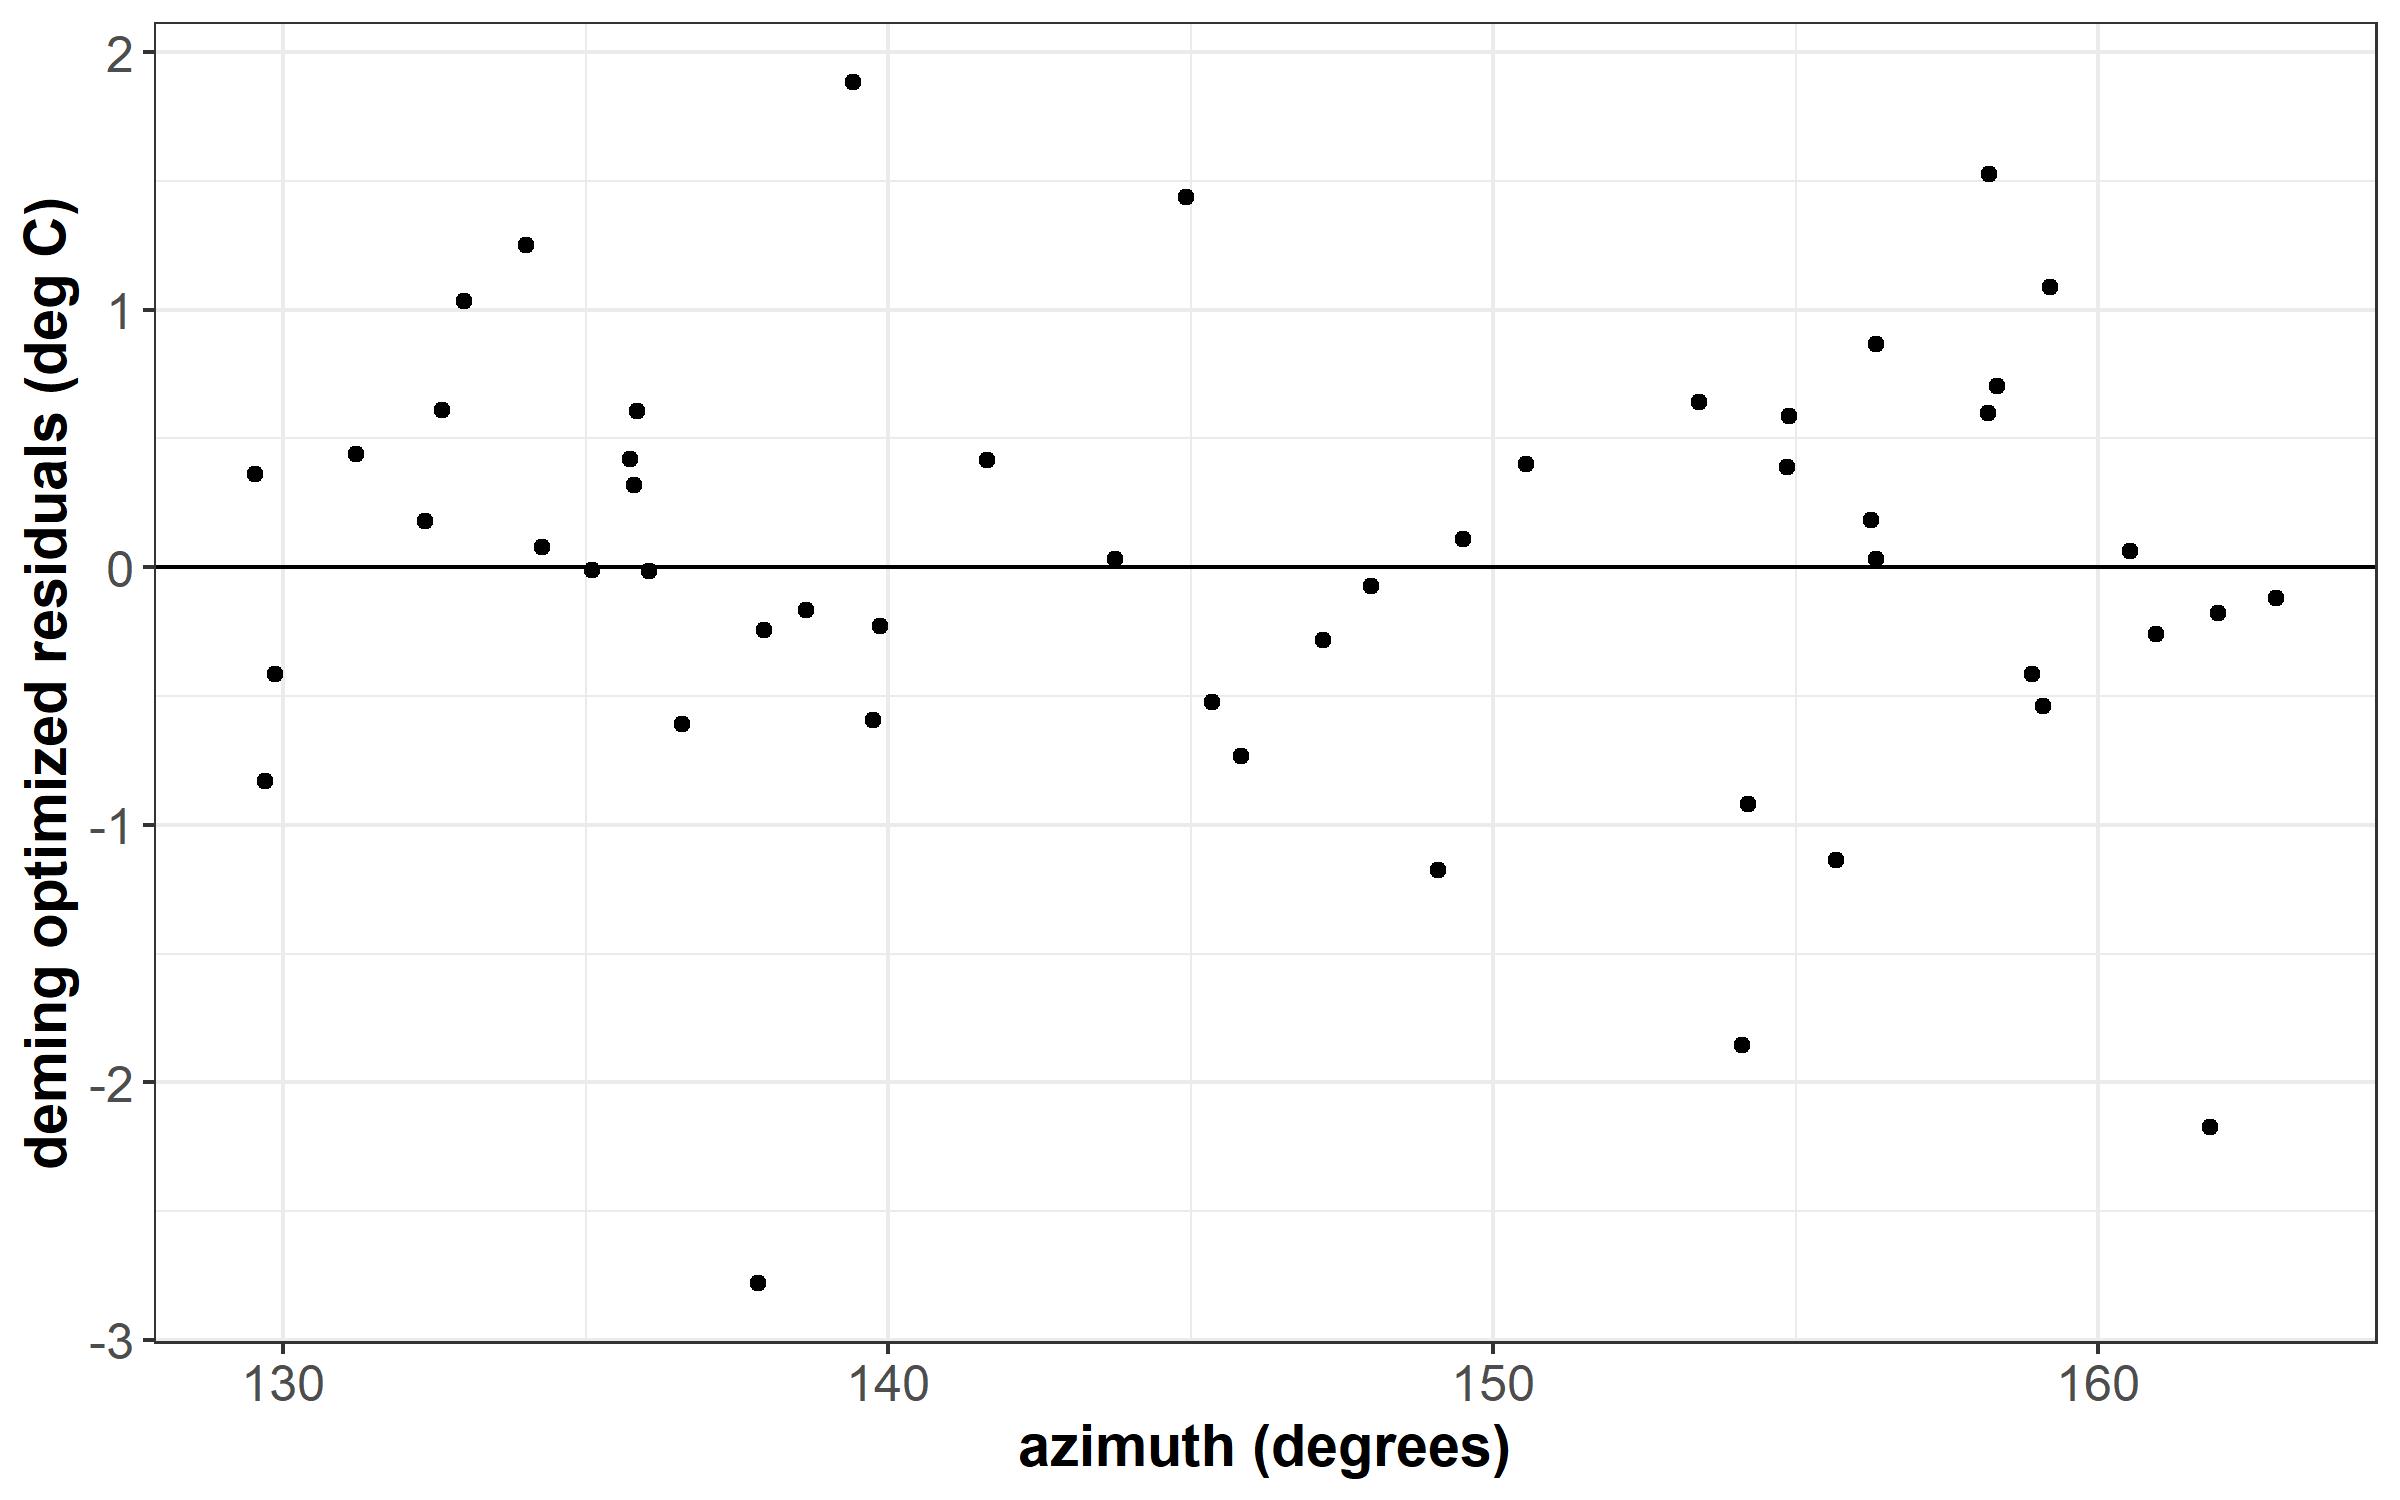 deming optimized residuals (deg C)
2
1
0
-1
-2
-3
130 140 150 160
azimuth (degrees)